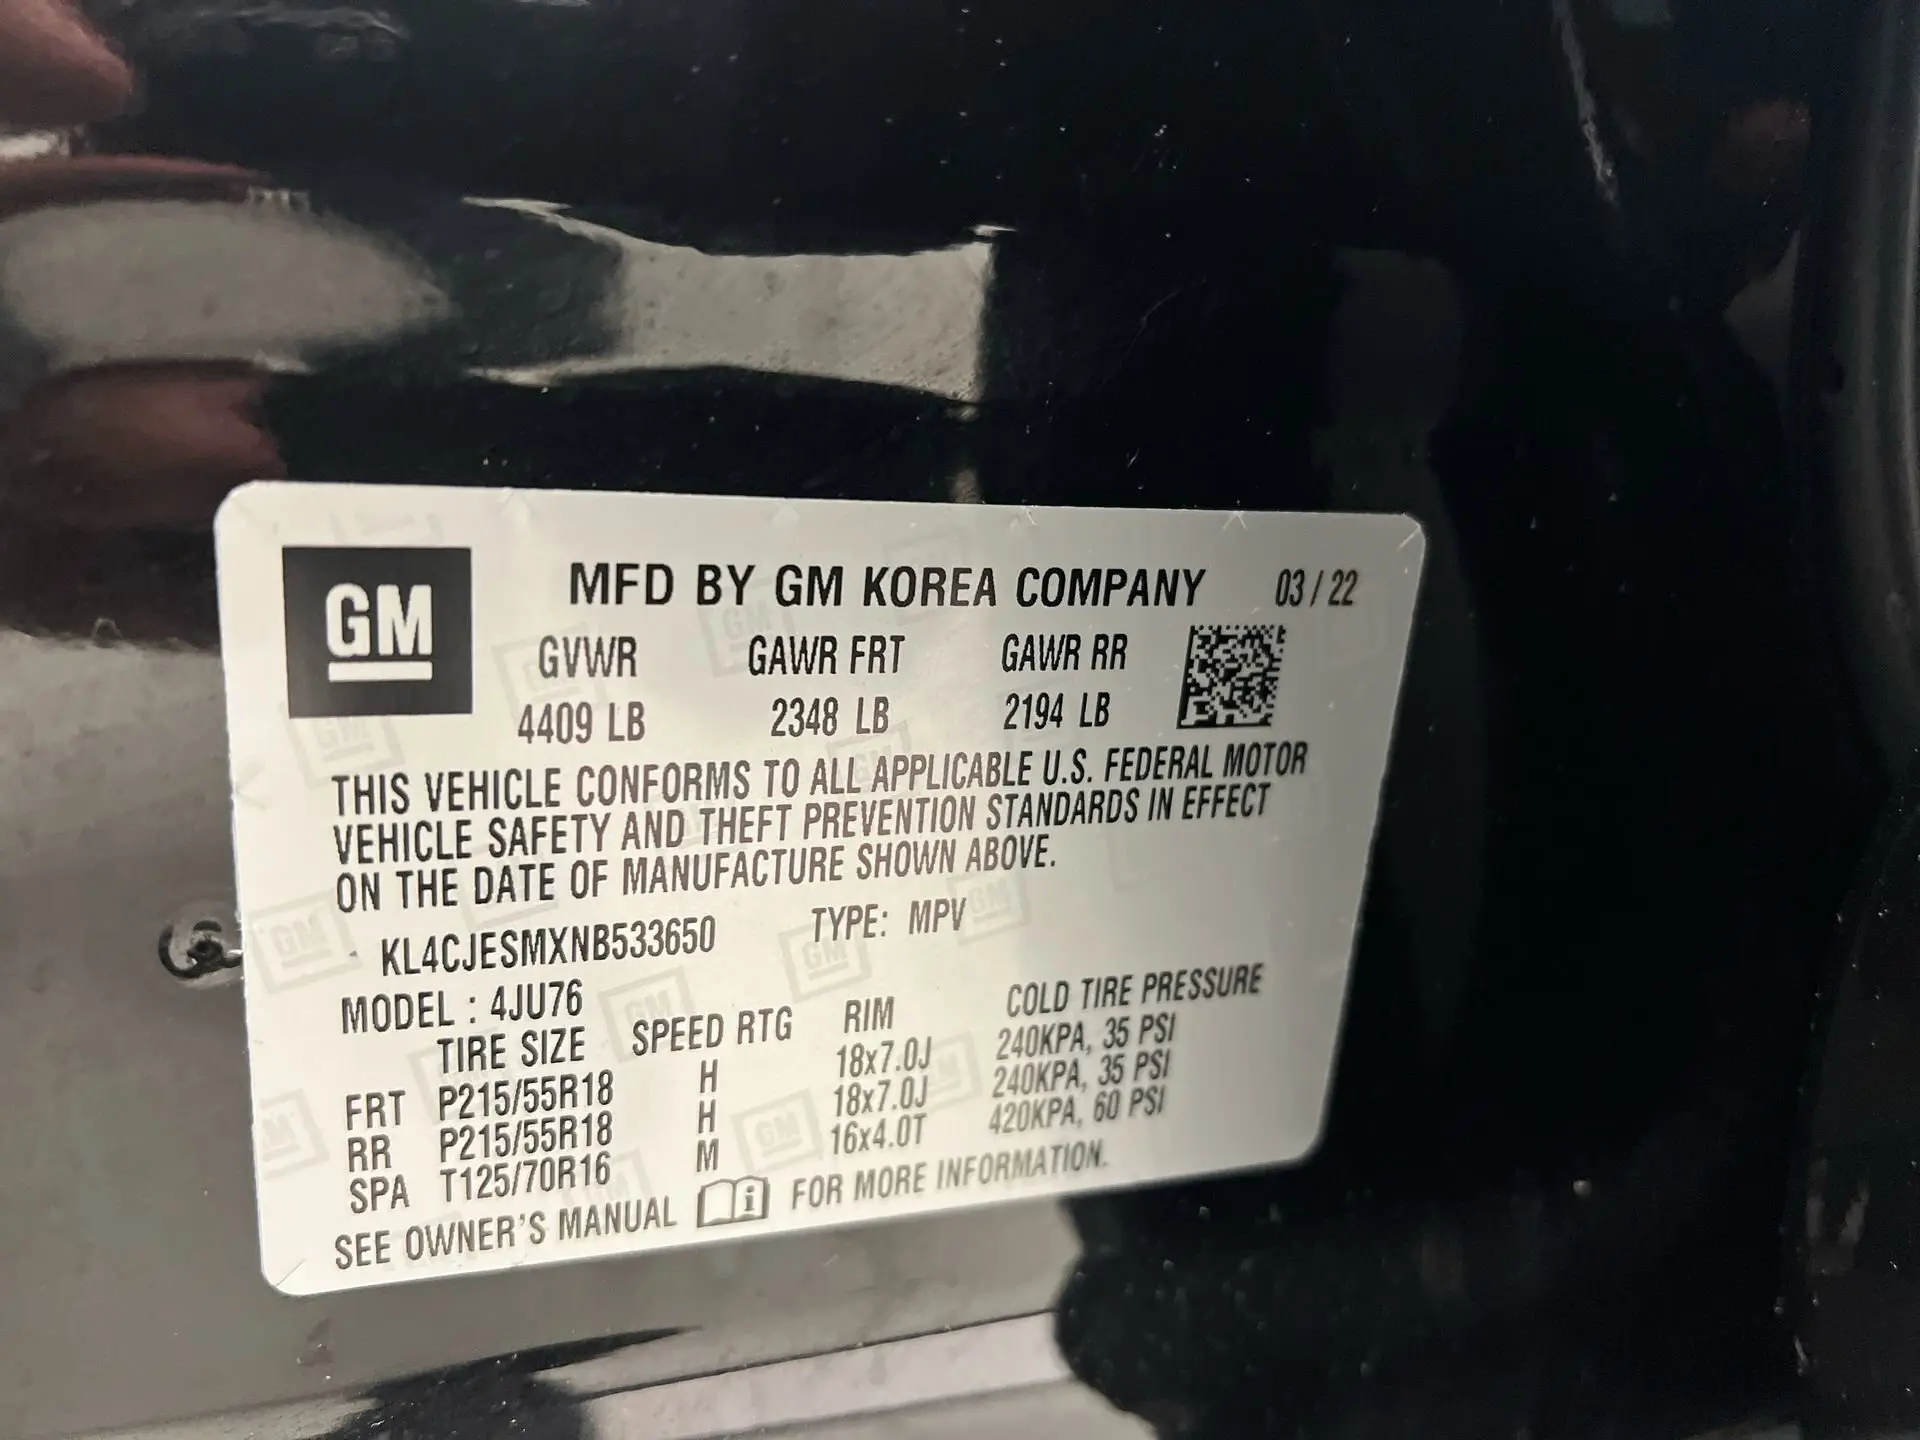 GM
MFD BY GM KOREA COMPANY 03 / 22
GVWR GAWR FRT GAWR RR
4409 LB 2348 LB 2194 LB
THIS VEHICLE CONFORMS TO ALL APPLICABLE U.S. FEDERAL MOTOR
VEHICLE SAFETY AND THEFT PREVENTION STANDARDS IN EFFECT
ON THE DATE OF MANUFACTURE SHOWN ABOVE.
KL4CJESMXNB533650 TYPE: MPV
MODEL : 4JU76
TIRE SIZE SPEED RTG RIM COLD TIRE PRESSURE
FRT P215/55R18 H 18x7.0J 240KPA, 35 PSI
RR P215/55R18 H 18x7.0J 240KPA, 35 PSI
SPA T125/70R16 M 16x4.0T 420KPA, 60 PSI
SEE OWNER'S MANUAL i FOR MORE INFORMATION.